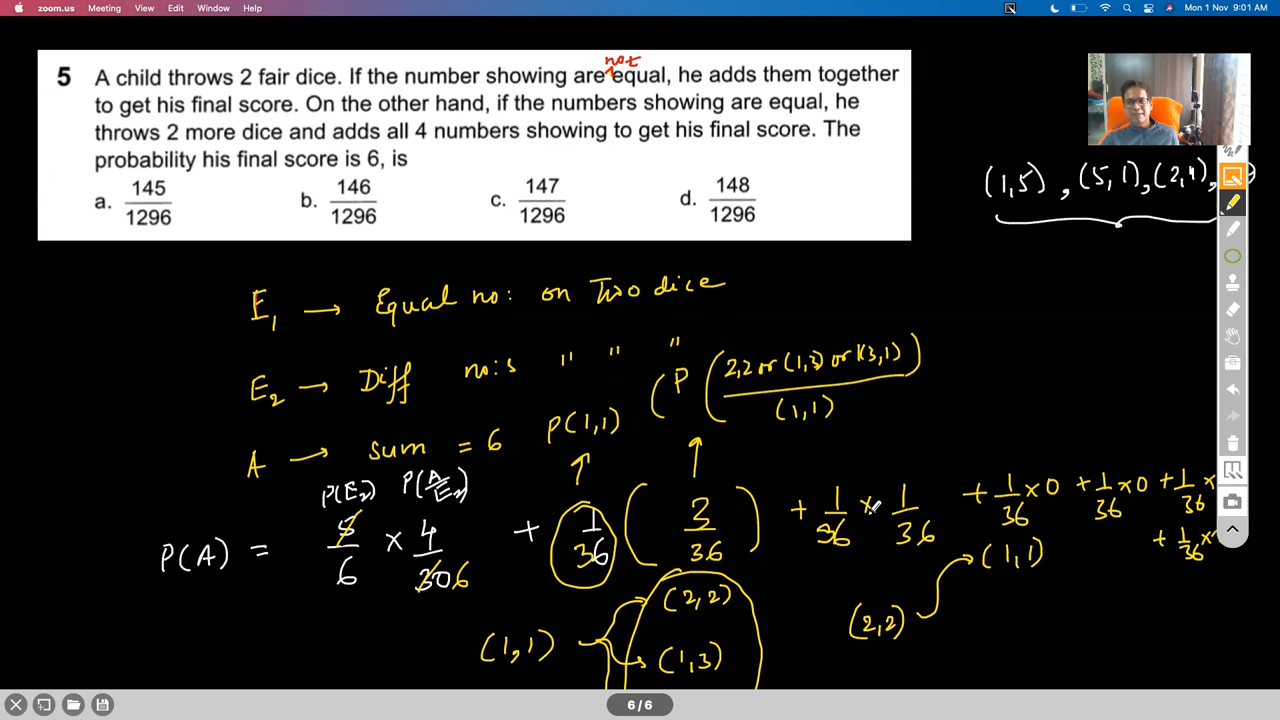 zoom.us Meeting View Edit Window Help Mon 1 Nov 9:01 AM
not
5 A child throws 2 fair dice. If the number showing are equal, he adds them together
to get his final score. On the other hand, if the numbers showing are equal, he
throws 2 more dice and adds all 4 numbers showing to get his final score. The
probability his final score is 6, is
a. 145/1296 b. 146/1296 c. 147/1296 d. 148/1296
(1,5), (5,1), (2,4),
E1 → Equal no: on Two dice
E2 → Diff no:s " " "
(P (2,2 or (1,3) or (3,1) / (1,1))
A → sum = 6 P(1,1)
P(E2) P(A/E2)
P(A) = 5/6 × 4/30 6 + 1/36 (3/36) + 1/36 × 1/36 + 1/36 × 0 + 1/36 × 0 + 1/36 ×
+ 1/36 ×
(1,1)
(2,2) (2,2)
(1,1) (1,3)
6 / 6